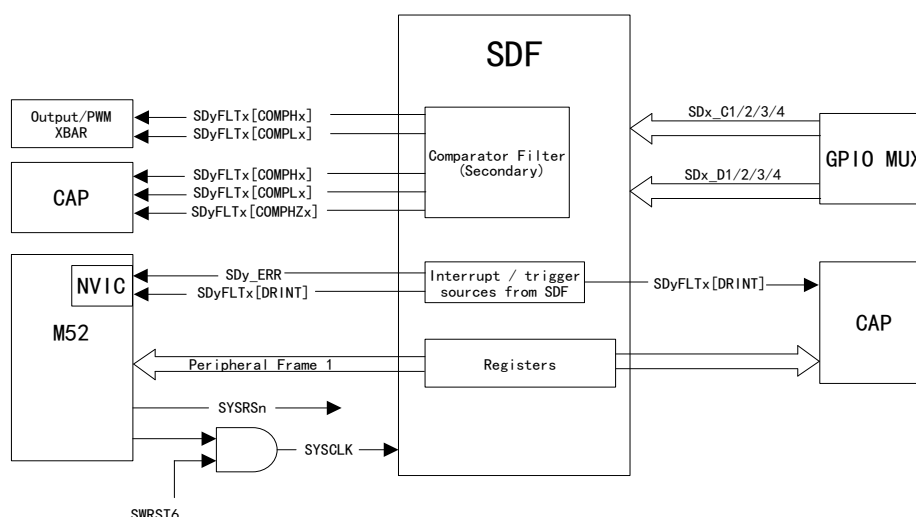 SDF
Output/PWM
XBAR
SDyFLTx[COMPHx]
SDyFLTx[COMPLx]
CAP
SDyFLTx[COMPHx]
SDyFLTx[COMPLx]
SDyFLTx[COMPHZx]
Comparator Filter
(Secondary)
SDx_C1/2/3/4
SDx_D1/2/3/4
GPIO MUX
NVIC
M52
SDy_ERR
SDyFLTx[DRINT]
Interrupt / trigger
sources from SDF
SDyFLTx[DRINT]
CAP
Peripheral Frame 1
Registers
SYSRSn
SYSCLK
SWRST6